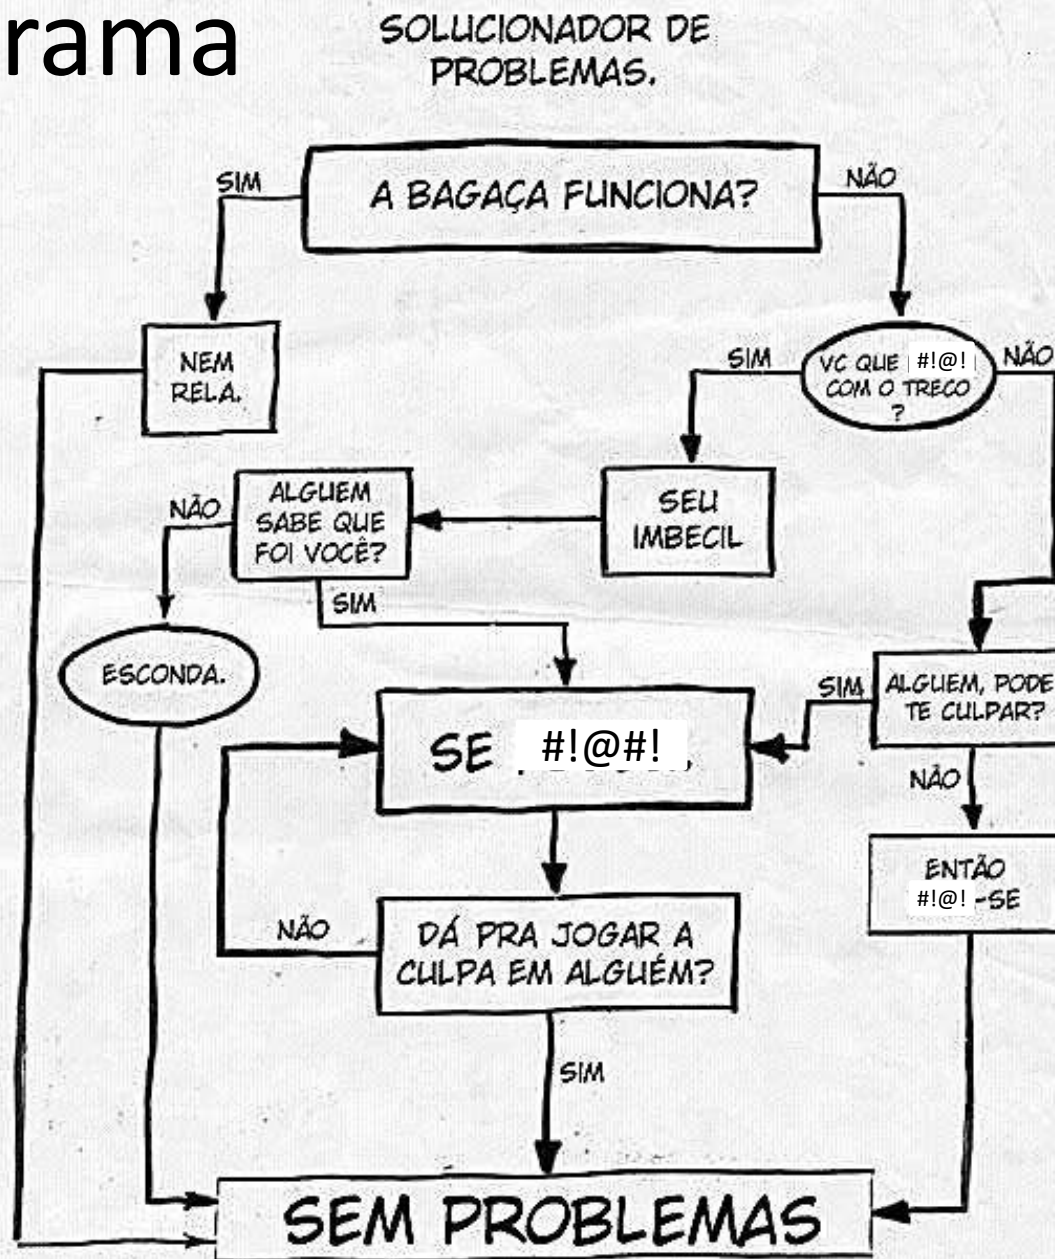 rama
SOLUCIONADOR DE
PROBLEMAS.
A BAGAÇA FUNCIONA?
SIM
NÃO
NEM
RELA.
VC QUE #!@!
COM O TRECO
?
SIM
NÃO
SEU
IMBECIL
ALGUEM
SABE QUE
FOI VOCÊ?
NÃO
SIM
ESCONDA.
ALGUEM, PODE
TE CULPAR?
SIM
NÃO
SE #!@#!
ENTÃO
#!@! -SE
DÁ PRA JOGAR A
CULPA EM ALGUÉM?
NÃO
SIM
SEM PROBLEMAS